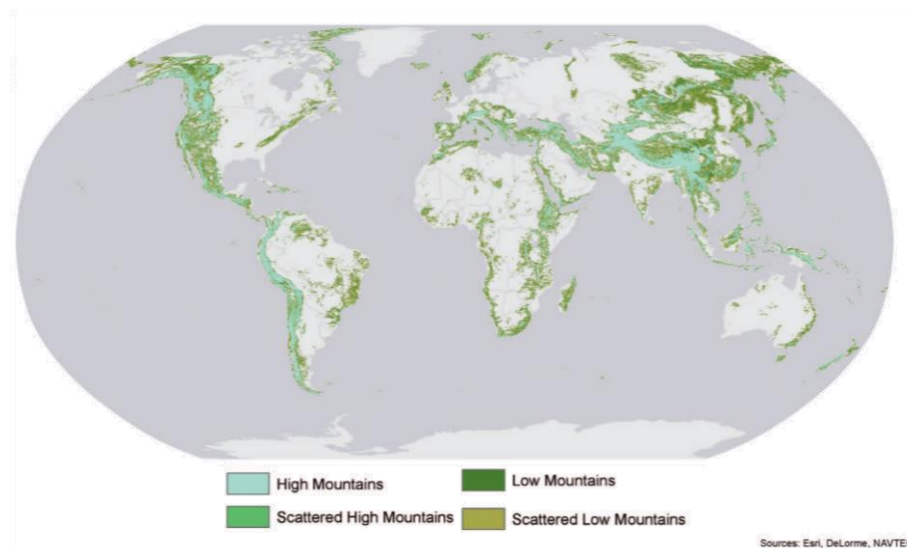 High Mountains
Low Mountains
Scattered High Mountains
Scattered Low Mountains
Sources: Esri, DeLorme, NAVTE